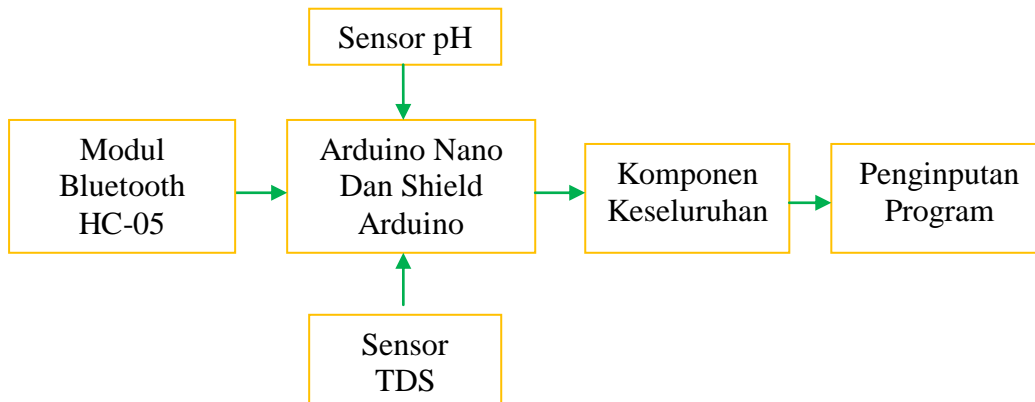 Sensor pH
Modul
Bluetooth
HC-05
Arduino Nano
Dan Shield
Arduino
Komponen
Keseluruhan
Penginputan
Program
Sensor
TDS